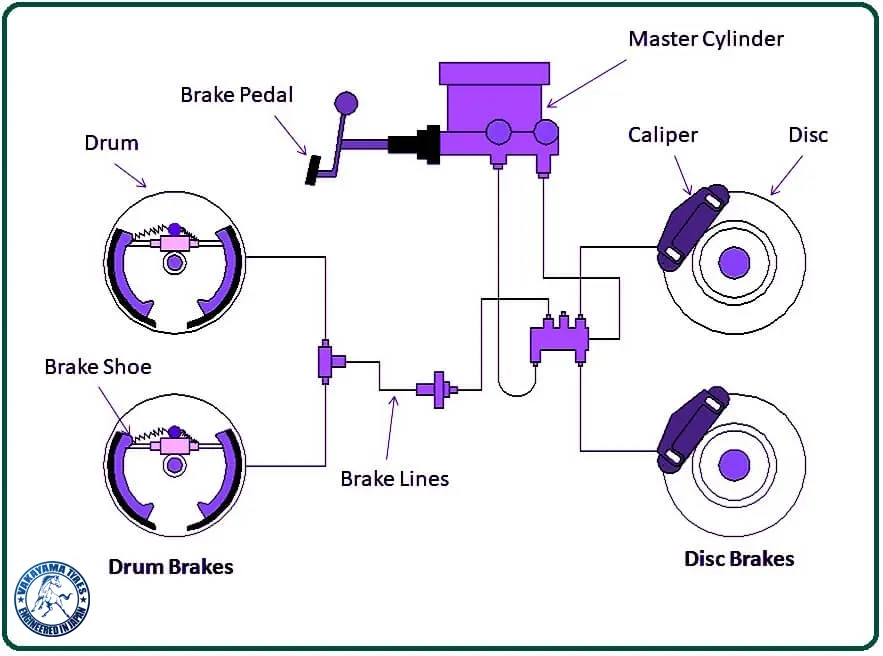 Master Cylinder
Brake Pedal
Drum
Caliper
Disc
Brake Shoe
Brake Lines
Drum Brakes
Disc Brakes
VAKAYAMA TIRES
ENGINEERED IN JAPAN